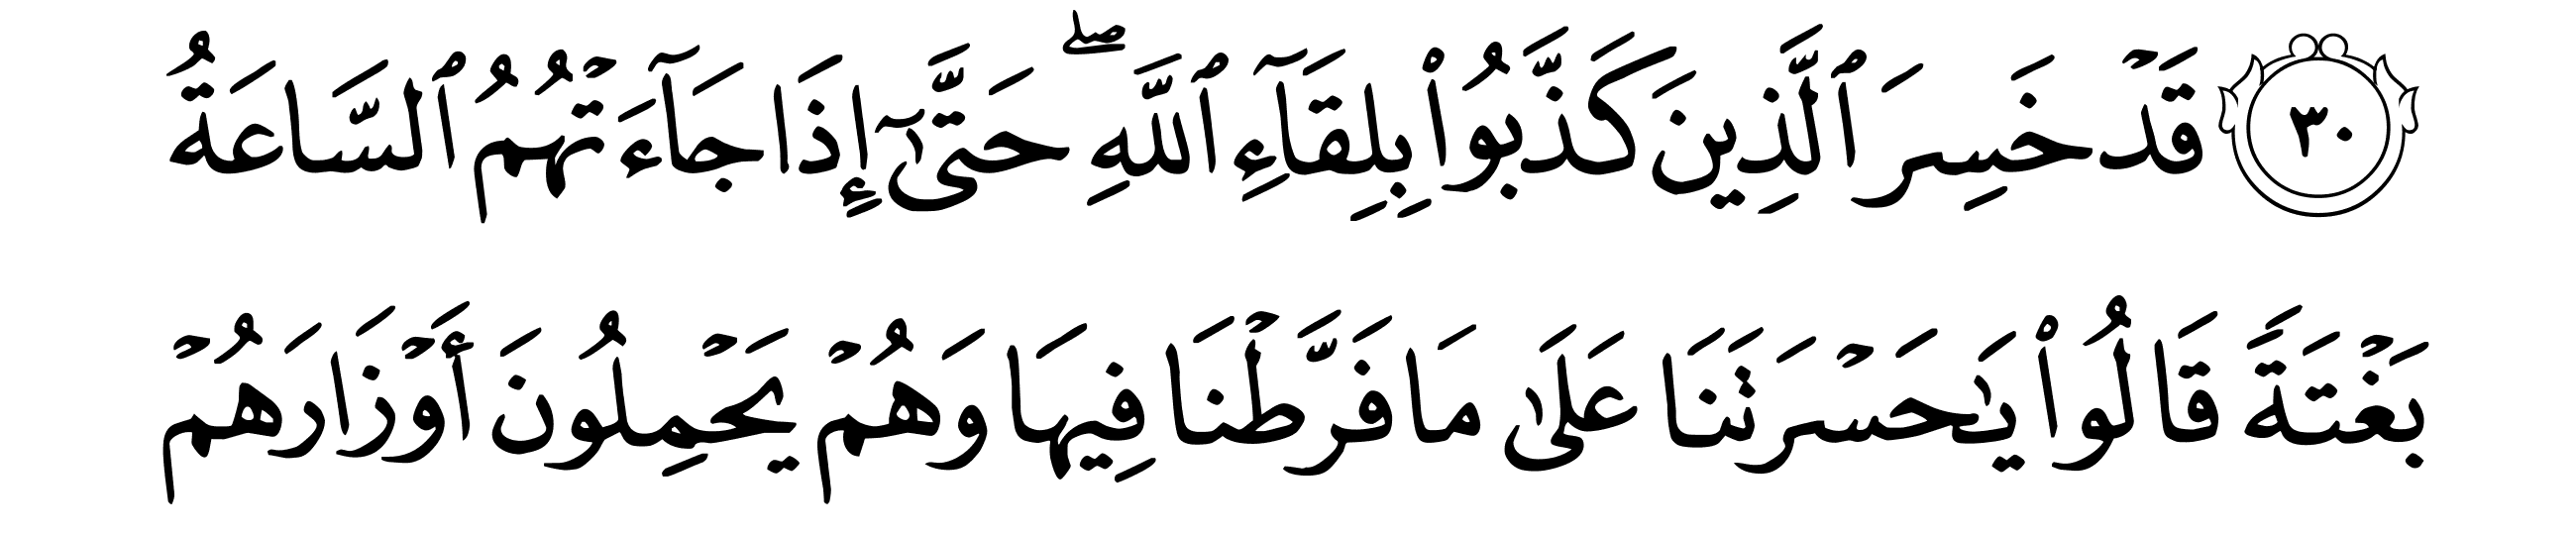 ٣٠ قَدۡ خَسِرَ ٱلَّذِينَ كَذَّبُواْ بِلِقَآءِ ٱللَّهِۖ حَتَّىٰٓ إِذَا جَآءَتۡهُمُ ٱلسَّاعَةُ
بَغۡتَةٗ قَالُواْ يَٰحَسۡرَتَنَا عَلَىٰ مَا فَرَّطۡنَا فِيهَا وَهُمۡ يَحۡمِلُونَ أَوۡزَارَهُمۡ